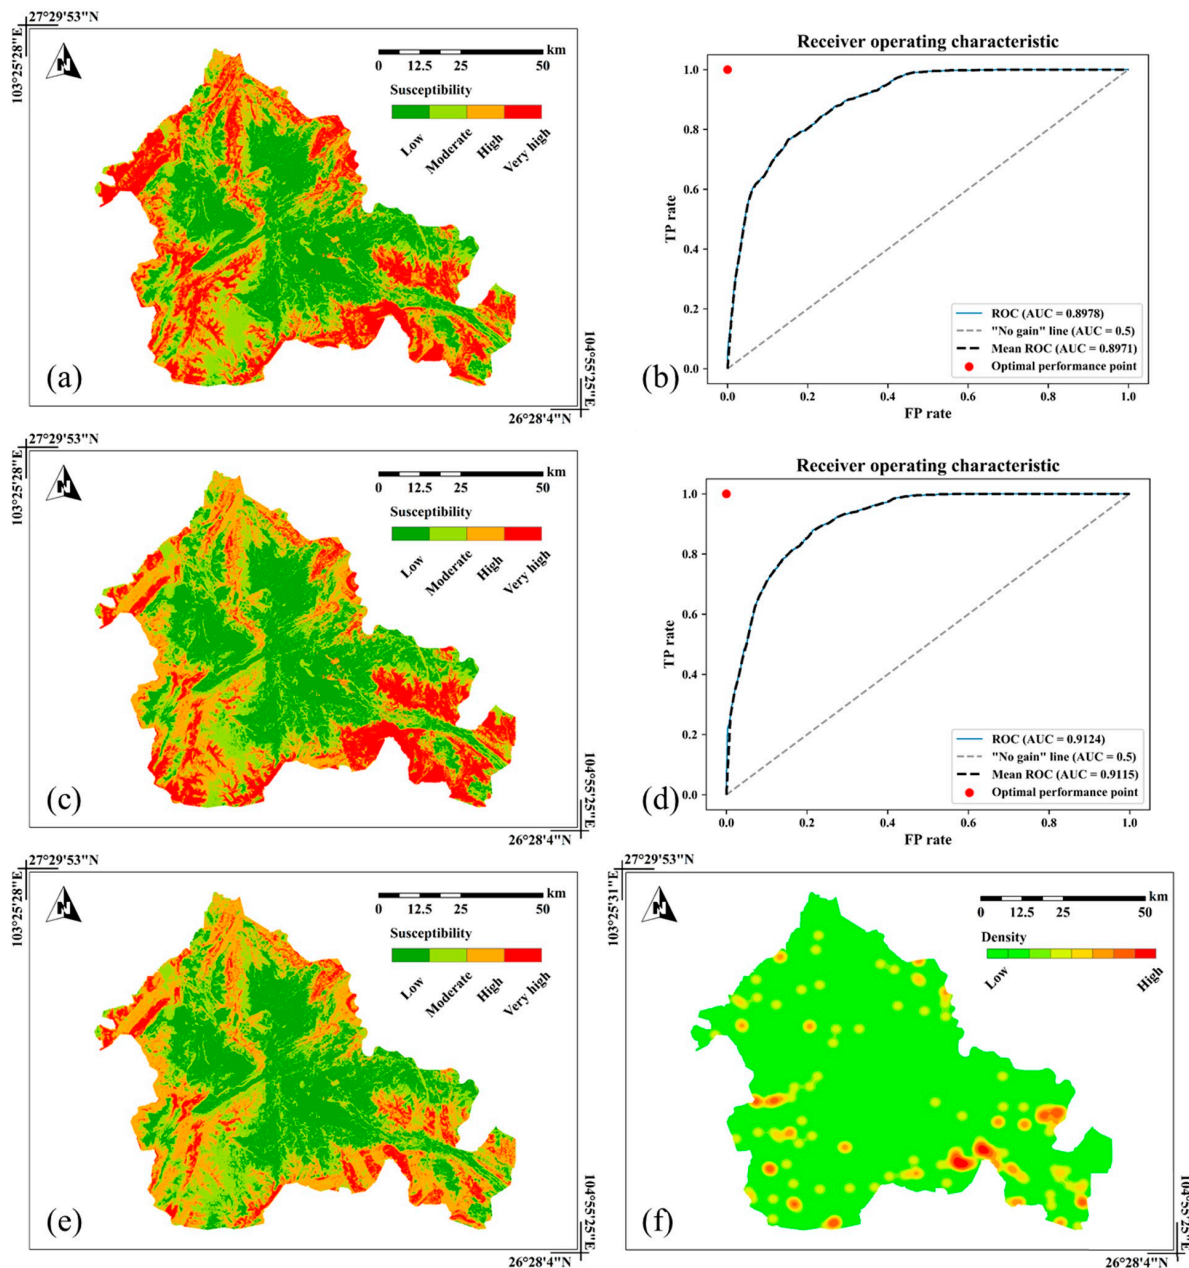 27°29'53"N
103°25'28"E
N
km
0 12.5 25 50
Susceptibility
Low Moderate High Very high
(a)
104°55'25"E
26°28'4"N
Receiver operating characteristic
TP rate
1.0
0.8
0.6
0.4
0.2
0.0
ROC (AUC = 0.8978)
"No gain" line (AUC = 0.5)
Mean ROC (AUC = 0.8971)
Optimal performance point
0.0 0.2 0.4 0.6 0.8 1.0
FP rate
(b)
27°29'53"N
103°25'28"E
N
km
0 12.5 25 50
Susceptibility
Low Moderate High Very high
(c)
104°55'25"E
26°28'4"N
Receiver operating characteristic
TP rate
1.0
0.8
0.6
0.4
0.2
0.0
ROC (AUC = 0.9124)
"No gain" line (AUC = 0.5)
Mean ROC (AUC = 0.9115)
Optimal performance point
0.0 0.2 0.4 0.6 0.8 1.0
FP rate
(d)
27°29'53"N
103°25'28"E
N
km
0 12.5 25 50
Susceptibility
Low Moderate High Very high
(e)
104°55'25"E
26°28'4"N
27°29'53"N
103°25'31"E
N
km
0 12.5 25 50
Density
Low High
(f)
104°55'25"E
26°28'4"N